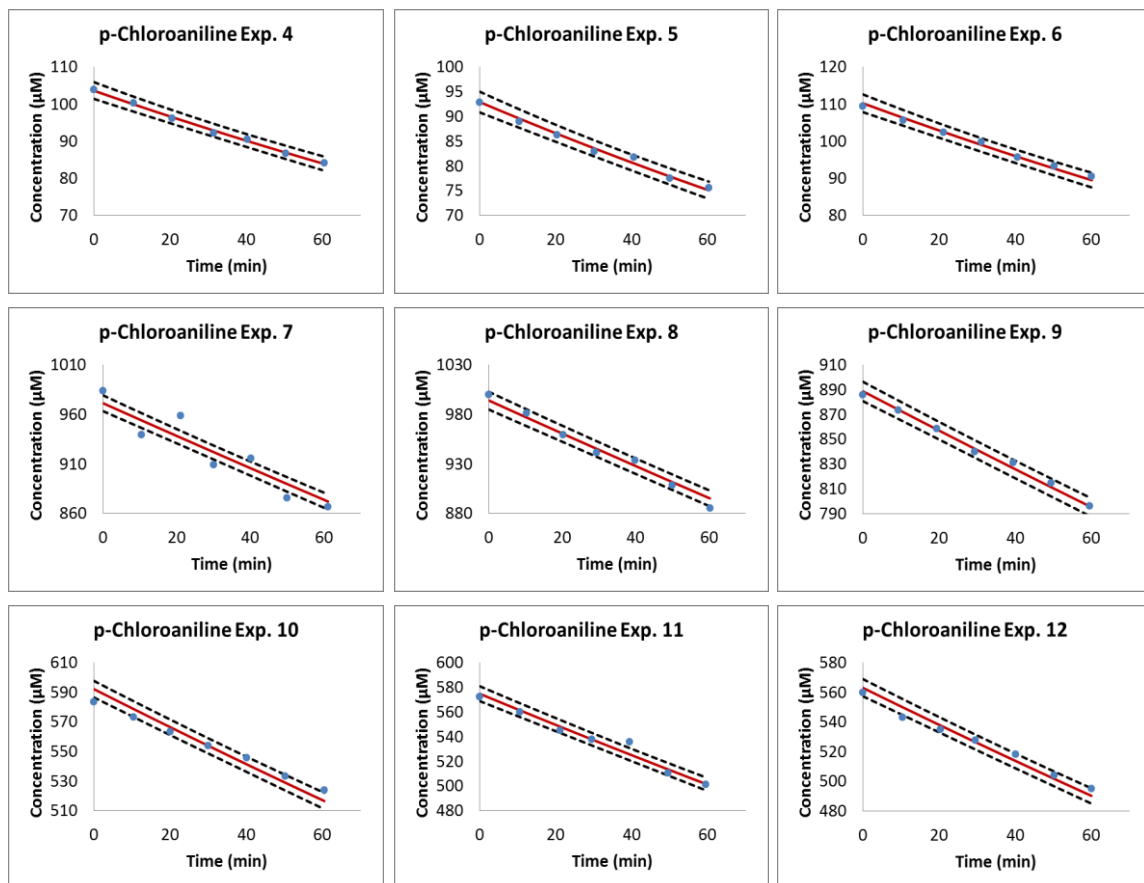 p-Chloroaniline Exp. 4
Concentration (µM)
110
100
90
80
70
0 20 40 60
Time (min)
p-Chloroaniline Exp. 5
Concentration (µM)
100
95
90
85
80
75
70
0 20 40 60
Time (min)
p-Chloroaniline Exp. 6
Concentration (µM)
120
110
100
90
80
0 20 40 60
Time (min)
p-Chloroaniline Exp. 7
Concentration (µM)
1010
960
910
860
0 20 40 60
Time (min)
p-Chloroaniline Exp. 8
Concentration (µM)
1030
980
930
880
0 20 40 60
Time (min)
p-Chloroaniline Exp. 9
Concentration (µM)
910
890
870
850
830
810
790
0 20 40 60
Time (min)
p-Chloroaniline Exp. 10
Concentration (µM)
610
590
570
550
530
510
0 20 40 60
Time (min)
p-Chloroaniline Exp. 11
Concentration (µM)
600
580
560
540
520
500
480
0 20 40 60
Time (min)
p-Chloroaniline Exp. 12
Concentration (µM)
580
560
540
520
500
480
0 20 40 60
Time (min)